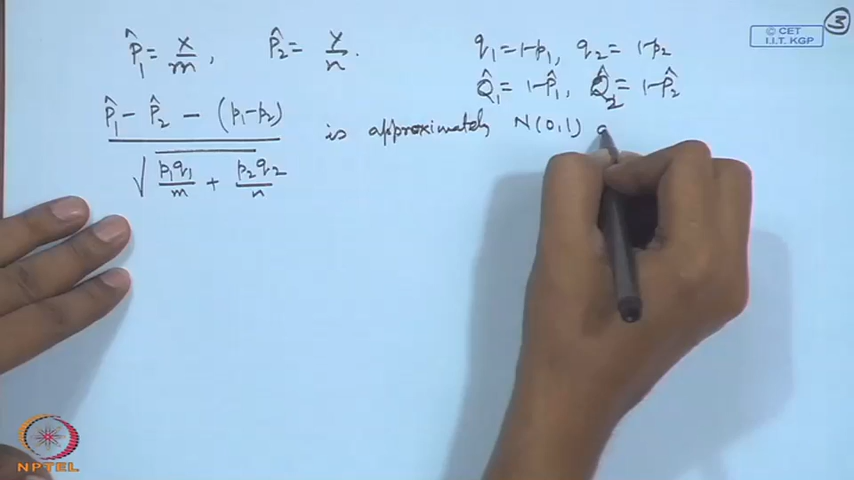 P̂₁ = X/m, P̂₂ = Y/n. q₁ = 1-p₁, q₂ = 1-p₂
Q̂₁ = 1-P̂₁, Q̂₂ = 1-P̂₂
(P̂₁ - P̂₂ - (p₁-p₂)) / √(p₁q₁/m + p₂q₂/n) is approximately N(0,1) a
3
© CET
I.I.T. KGP
NPTEL